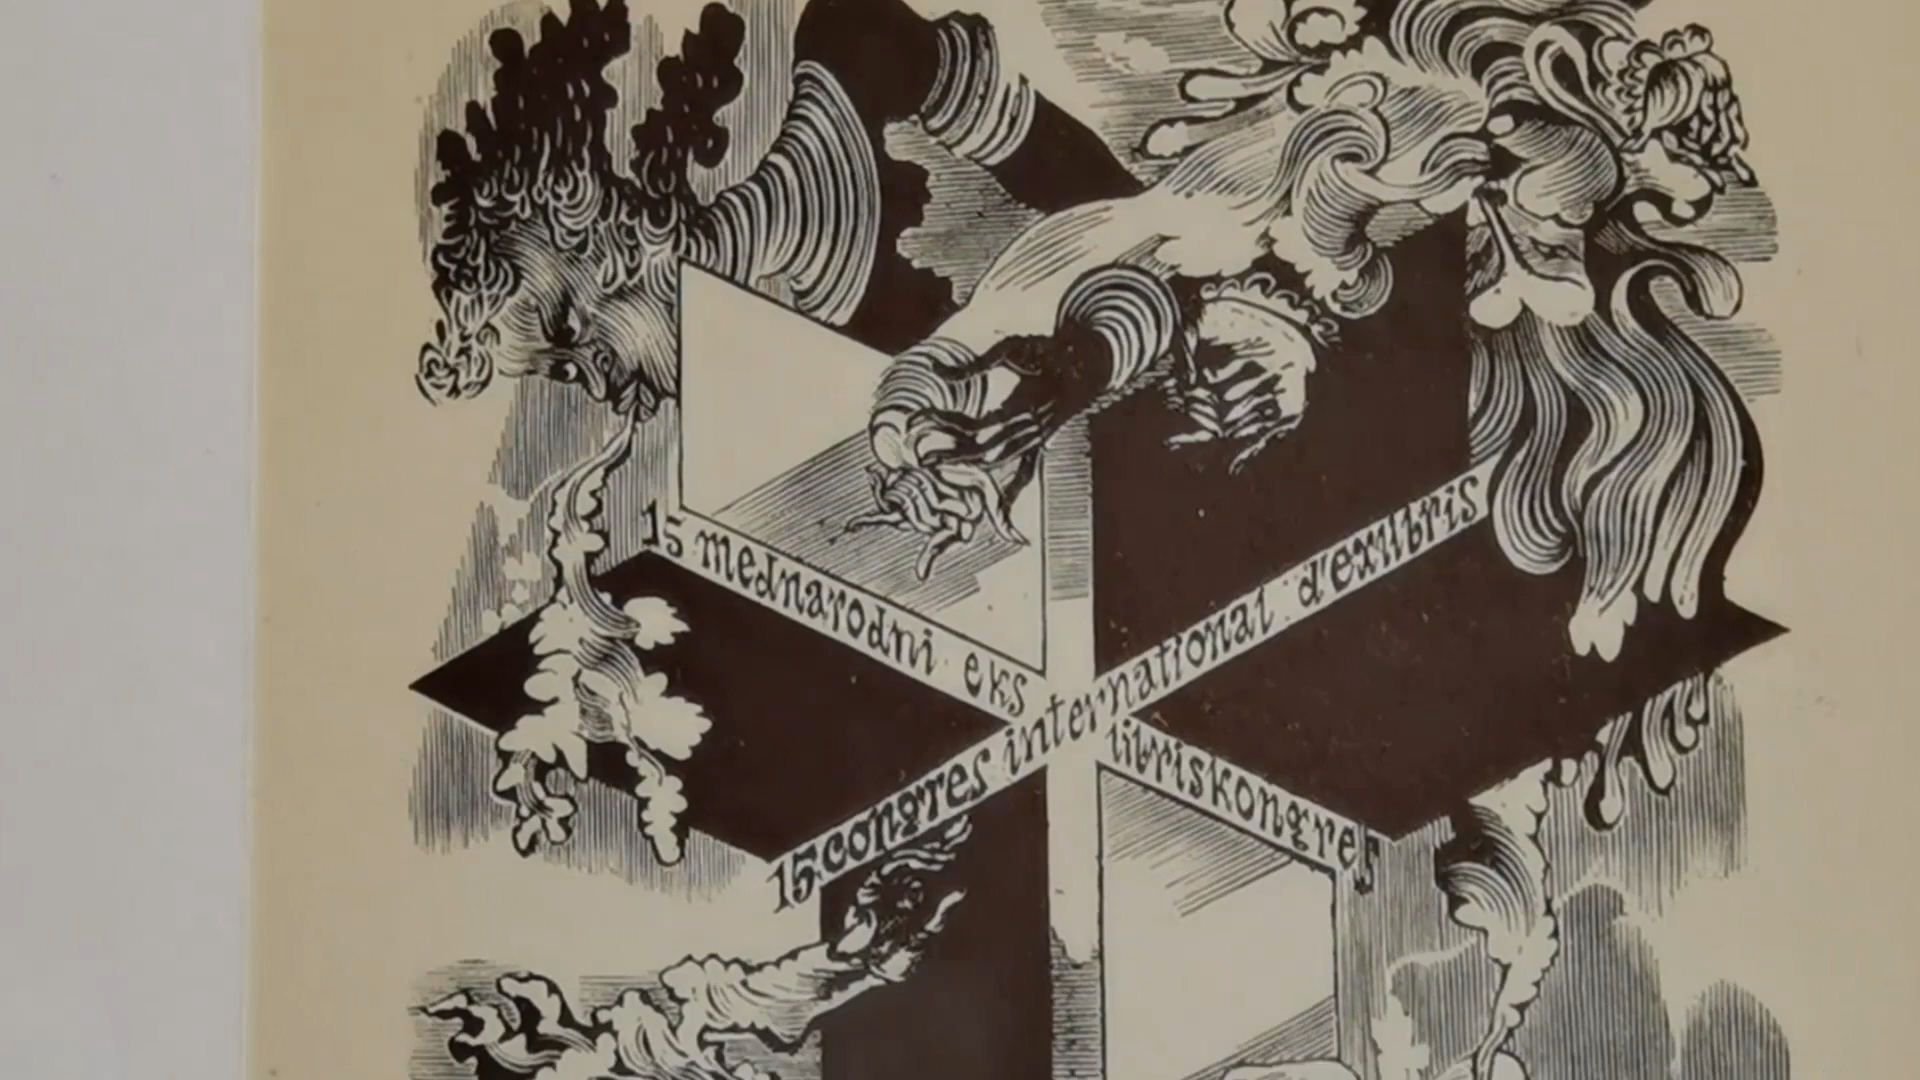 15 mednarodni eks
libriskongres
15 congres international d'exlibris